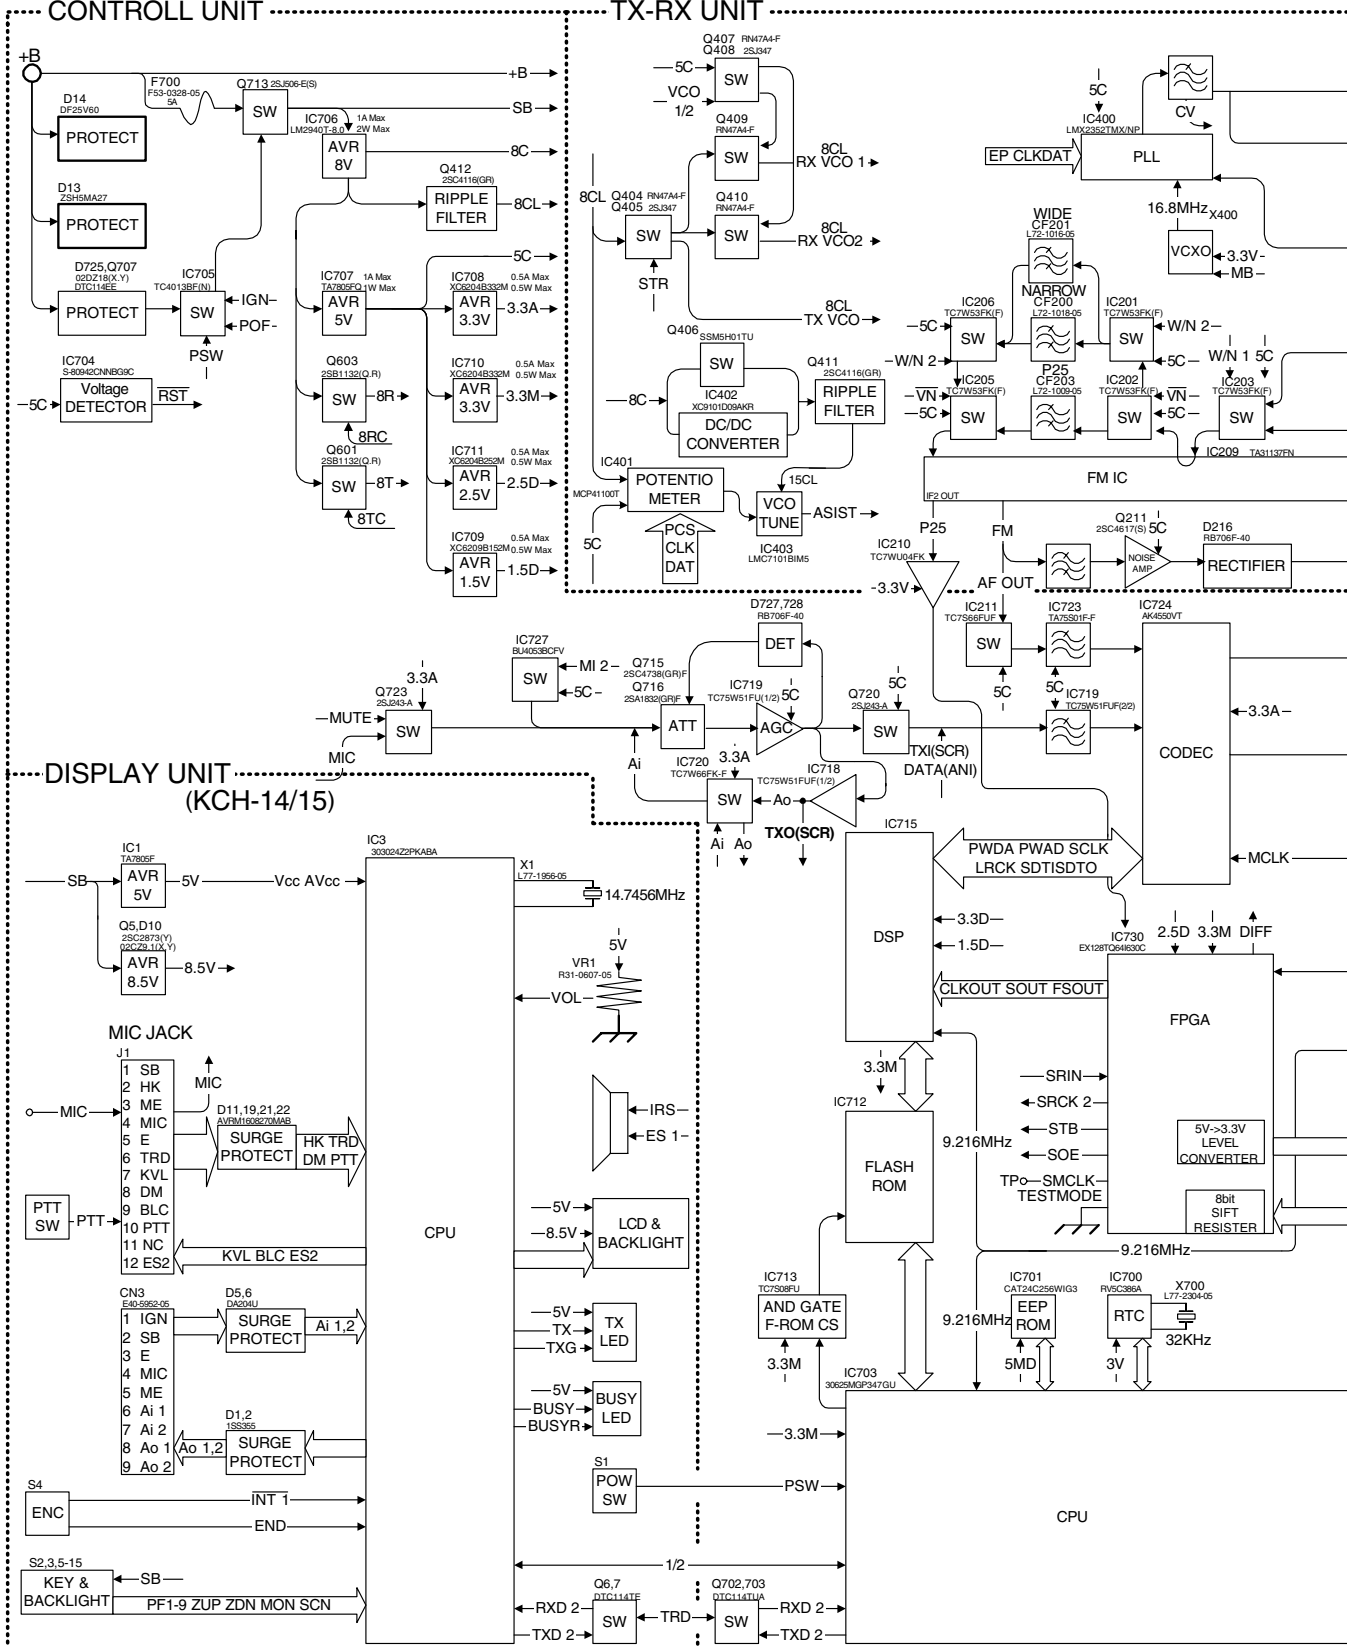 CONTROLL UNIT
+B
+B
F700
F53-0328-05
5A
Q713 2SJ506-E(S)
SW
SB
D14
DF25V60
PROTECT
IC706
LM2940T-8.0
1A Max
2W Max
AVR
8V
8C
Q412
2SC4116(GR)
RIPPLE
FILTER
8CL
D13
ZSH5MA27
PROTECT
D725,Q707
02DZ18(X.Y)
DTC114EE
PROTECT
IC705
TC4013BF(N)
SW
IGN
POF
PSW
5C
IC707
TA7805FQ
1A Max
1W Max
AVR
5V
IC708
XC6204B332M
0.5A Max
0.5W Max
AVR
3.3V
3.3A
IC704
S-80942CNNBG9C
Voltage
DETECTOR
5C
RST
Q603
2SB1132(Q.R)
SW
8R
8RC
IC710
XC6204B332M
0.5A Max
0.5W Max
AVR
3.3V
3.3M
Q601
2SB1132(Q.R)
SW
8T
8TC
IC711
XC6204B252M
0.5A Max
0.5W Max
AVR
2.5V
2.5D
IC709
XC6209B152M
0.5A Max
0.5W Max
AVR
1.5V
1.5D
TX-RX UNIT
Q407 RN47A4-F
Q408 2SJ347
5C
VCO
1/2
SW
Q409
RN47A4-F
SW
8CL
RX VCO 1
8CL
Q404 RN47A4-F
Q405 2SJ347
SW
STR
Q410
RN47A4-F
SW
8CL
RX VCO2
8CL
TX VCO
Q406
SSM5H01TU
SW
8C
IC402
XC9101D09AKR
DC/DC
CONVERTER
Q411
2SC4116(GR)
RIPPLE
FILTER
IC401
MCP41100T
POTENTIO
METER
PCS
CLK
DAT
5C
15CL
VCO
TUNE
IC403
LMC7101BIM5
ASIST
5C
IC400
LMX2352TMX/NP
EP CLKDAT
PLL
CV
16.8MHz
X400
VCXO
3.3V
MB
WIDE
CF201
L72-1016-05
NARROW
CF200
L72-1018-05
P25
CF203
L72-1009-05
IC206
TC7W53FK(F)
SW
5C
W/N 2
IC201
TC7W53FK(F)
SW
W/N 2
5C
IC205
TC7W53FK(F)
SW
VN
5C
IC202
TC7W53FK(F)
SW
VN
5C
W/N 1 5C
IC203
TC7W53FK(F)
SW
IC209 TA31137FN
FM IC
IF2 OUT
P25
FM
IC210
TC7WU04FK
3.3V
AF OUT
Q211
2SC4617(S)
5C
NOISE
AMP
D216
RB706F-40
RECTIFIER
IC211
TC7S66FUF
SW
5C
IC723
TA75S01F-F
5C
IC719
TC75W51FUF(2/2)
IC724
AK4550VT
CODEC
3.3A
MCLK
D727,728
RB706F-40
DET
IC727
BU4053BCFV
SW
MI 2
5C
Q715
2SC4738(GR)F
Q716
2SA1832(GR)F
ATT
IC719
TC75W51FU(1/2)
5C
AGC
Q720
2SJ243-A
5C
SW
TXI(SCR)
DATA(ANI)
3.3A
Q723
2SJ243-A
MUTE
SW
MIC
Ai
IC720
TC7W66FK-F
3.3A
SW
Ai Ao
Ao
IC718
TC75W51FUF(1/2)
TXO(SCR)
IC715
DSP
PWDA PWAD SCLK
LRCK SDTISDTO
3.3D
1.5D
CLKOUT SOUT FSOUT
IC730
EX128TQ64I630C
2.5D 3.3M DIFF
FPGA
SRIN
SRCK 2
STB
SOE
TP SMCLK
TESTMODE
5V->3.3V
LEVEL
CONVERTER
8bit
SIFT
RESISTER
3.3M
IC712
FLASH
ROM
9.216MHz
9.216MHz
9.216MHz
IC713
TC7S08FU
AND GATE
F-ROM CS
3.3M
IC701
CAT24C256WIG3
EEP
ROM
5MD
IC700
RV5C386A
RTC
3V
X700
L77-2304-05
32KHz
IC703
30625MGP347GU
3.3M
PSW
CPU
DISPLAY UNIT
(KCH-14/15)
IC1
TA7805F
SB
AVR
5V
5V
Vcc AVcc
Q5,D10
2SC2873(Y)
02CZ9.1(X,Y)
AVR
8.5V
8.5V
IC3
303024Z2PKABA
CPU
X1
L77-1956-05
14.7456MHz
5V
VR1
R31-0607-05
VOL
MIC JACK
J1
1 SB
2 HK
3 ME
4 MIC
5 E
6 TRD
7 KVL
8 DM
9 BLC
10 PTT
11 NC
12 ES2
MIC
MIC
D11,19,21,22
AVRM1608270MAB
SURGE
PROTECT
HK TRD
DM PTT
PTT
SW
PTT
KVL BLC ES2
IRS
ES 1
5V
8.5V
LCD &
BACKLIGHT
CN3
E40-5952-05
1 IGN
2 SB
3 E
4 MIC
5 ME
6 Ai 1
7 Ai 2
8 Ao 1
9 Ao 2
D5,6
DA204U
SURGE
PROTECT
Ai 1,2
D1,2
1SS355
SURGE
PROTECT
Ao 1,2
5V
TX
TXG
TX
LED
5V
BUSY
BUSYR
BUSY
LED
S1
POW
SW
S4
ENC
INT 1
END
S2,3,5-15
KEY &
BACKLIGHT
SB
PF1-9 ZUP ZDN MON SCN
1/2
Q6,7
DTC114TE
RXD 2
TXD 2
SW
TRD
Q702,703
DTC114TUA
SW
RXD 2
TXD 2